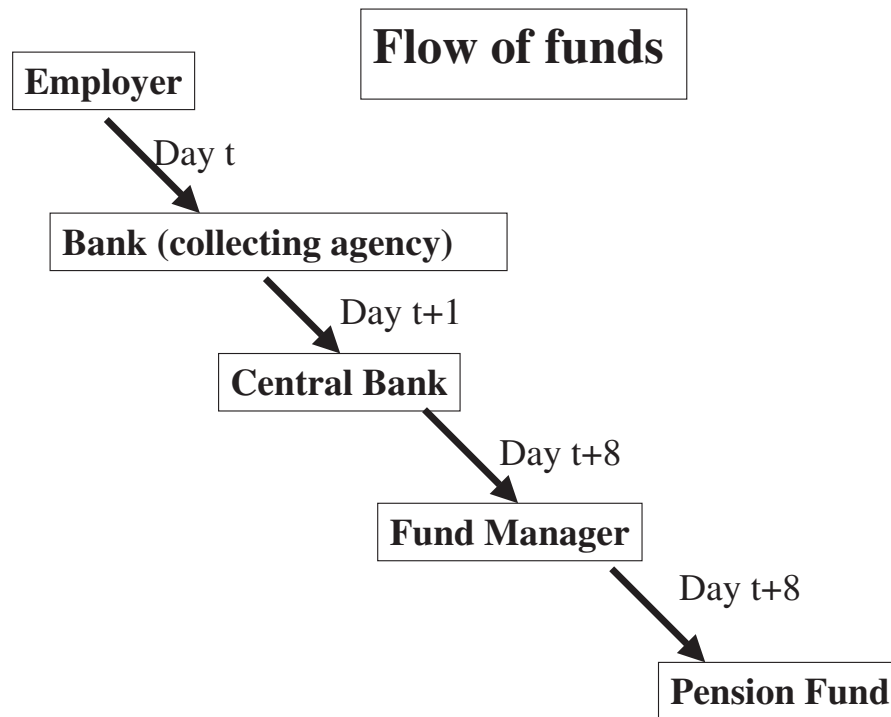 Flow of funds
Employer
Day t
Bank (collecting agency)
Day t+1
Central Bank
Day t+8
Fund Manager
Day t+8
Pension Fund